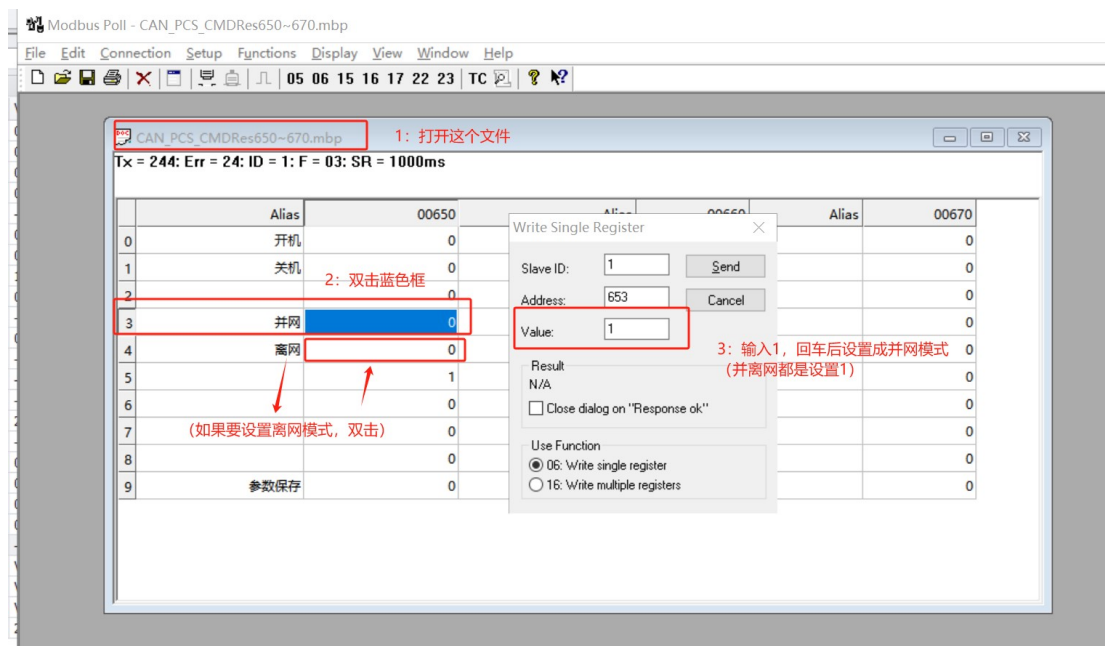 Modbus Poll - CAN_PCS_CMDRes650~670.mbp
File Edit Connection Setup Functions Display View Window Help
05 06 15 16 17 22 23 TC
CAN_PCS_CMDRes650~670.mbp
1：打开这个文件
Tx = 244: Err = 24: ID = 1: F = 03: SR = 1000ms
Alias 00650 Alias 00660 Alias 00670
0 开机 0 0
1 关机 0 0
2 0 0
3 并网 0 0
4 离网 0 0
5 1 0
6 0 0
7 0 0
8 0 0
9 参数保存 0 0
2：双击蓝色框
(如果要设置离网模式，双击)
Write Single Register
Slave ID: 1 Send
Address: 653 Cancel
Value: 1
3：输入1，回车后设置成并网模式
（并离网都是设置1）
Result
N/A
Close dialog on "Response ok"
Use Function
06: Write single register
16: Write multiple registers